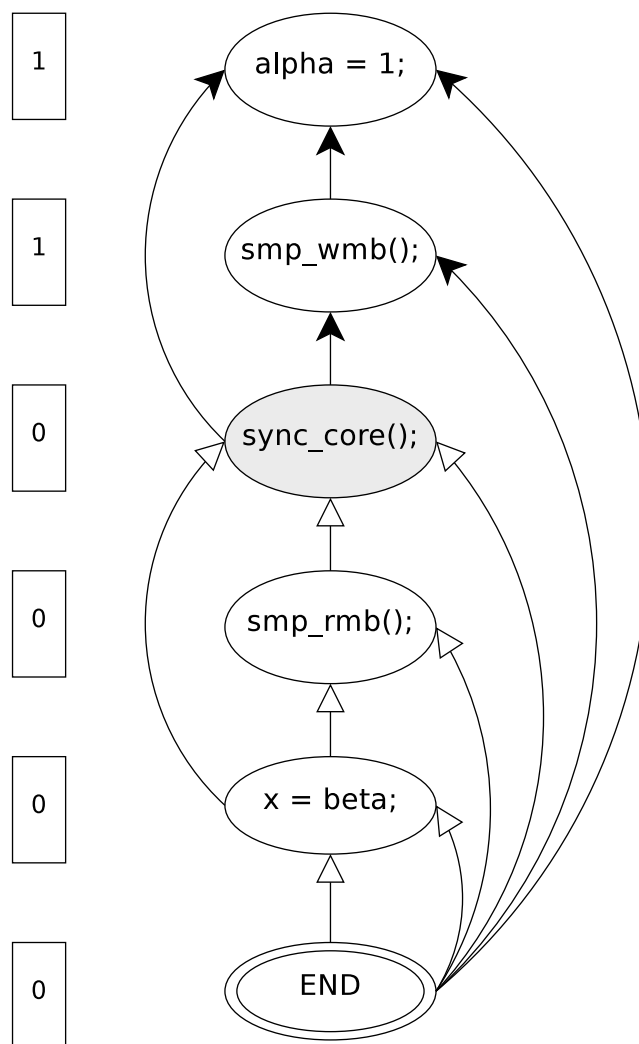 1
alpha = 1;
1
smp_wmb();
0
sync_core();
0
smp_rmb();
0
x = beta;
0
END